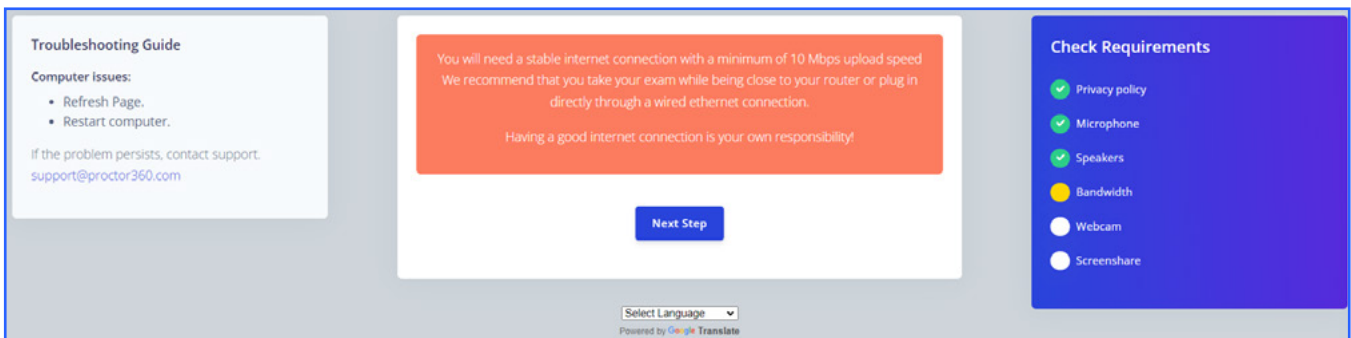 Troubleshooting Guide
Computer issues:
Refresh Page.
Restart computer.
If the problem persists, contact support.
support@proctor360.com
You will need a stable internet connection with a minimum of 10 Mbps upload speed
We recommend that you take your exam while being close to your router or plug in
directly through a wired ethernet connection.
Having a good internet connection is your own responsibility!
Next Step
Select Language
Powered by Google Translate
Check Requirements
Privacy policy
Microphone
Speakers
Bandwidth
Webcam
Screenshare